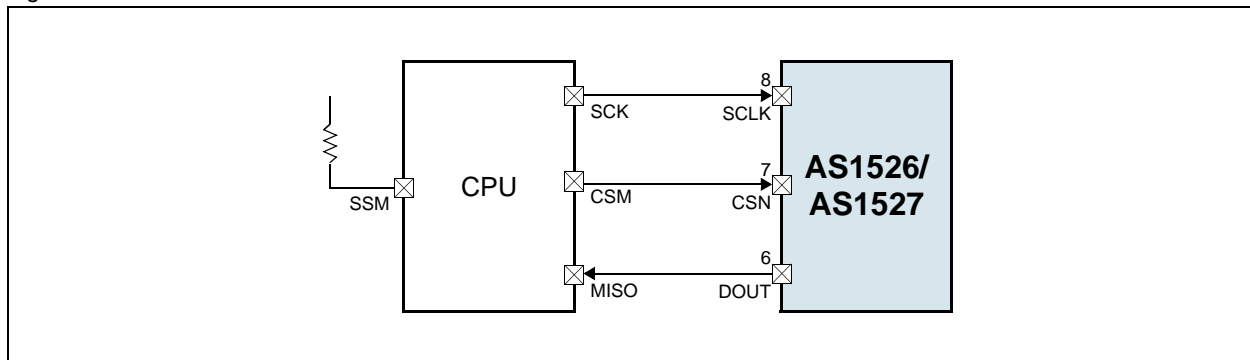 8
SCK
SCLK
AS1526/
AS1527
7
CPU
SSM
CSM
CSN
6
MISO
DOUT